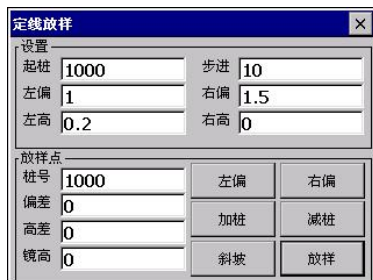 定线放样
设置
起桩 1000 步进 10
左偏 1 右偏 1.5
左高 0.2 右高 0
放样点
桩号 1000 左偏 右偏
偏差 0
高差 0 加桩 减桩
镜高 0 斜坡 放样